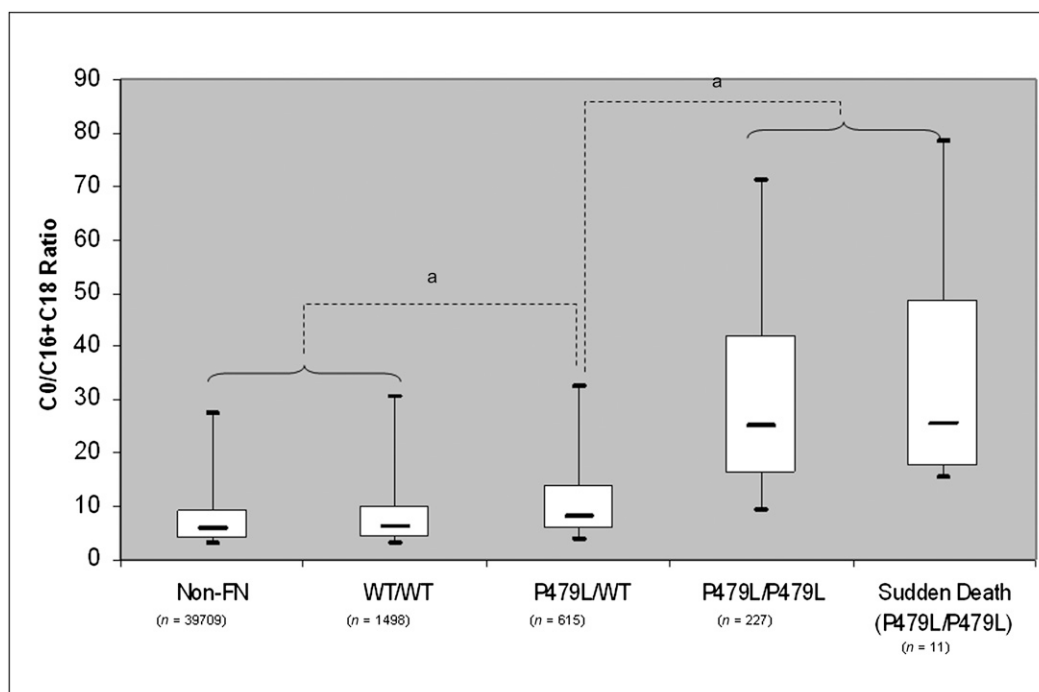 90
80
70
60
50
40
30
20
10
0
C0/C16+C18 Ratio
a
a
Non-FN
(n = 39709)
WT/WT
(n = 1498)
P479L/WT
(n = 615)
P479L/P479L
(n = 227)
Sudden Death
(P479L/P479L)
(n = 11)